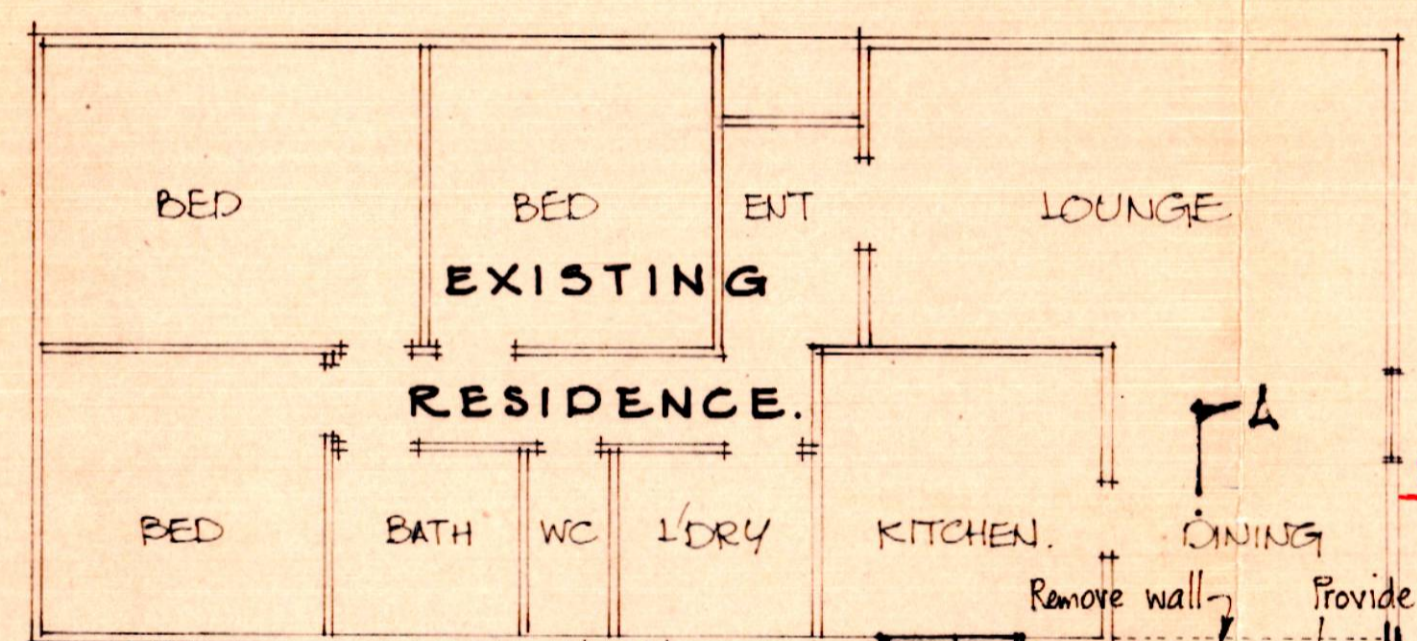 BED BED ENT LOUNGE
EXISTING
RESIDENCE.
BED BATH WC L'DRY KITCHEN. DINING
Remove wall Provide